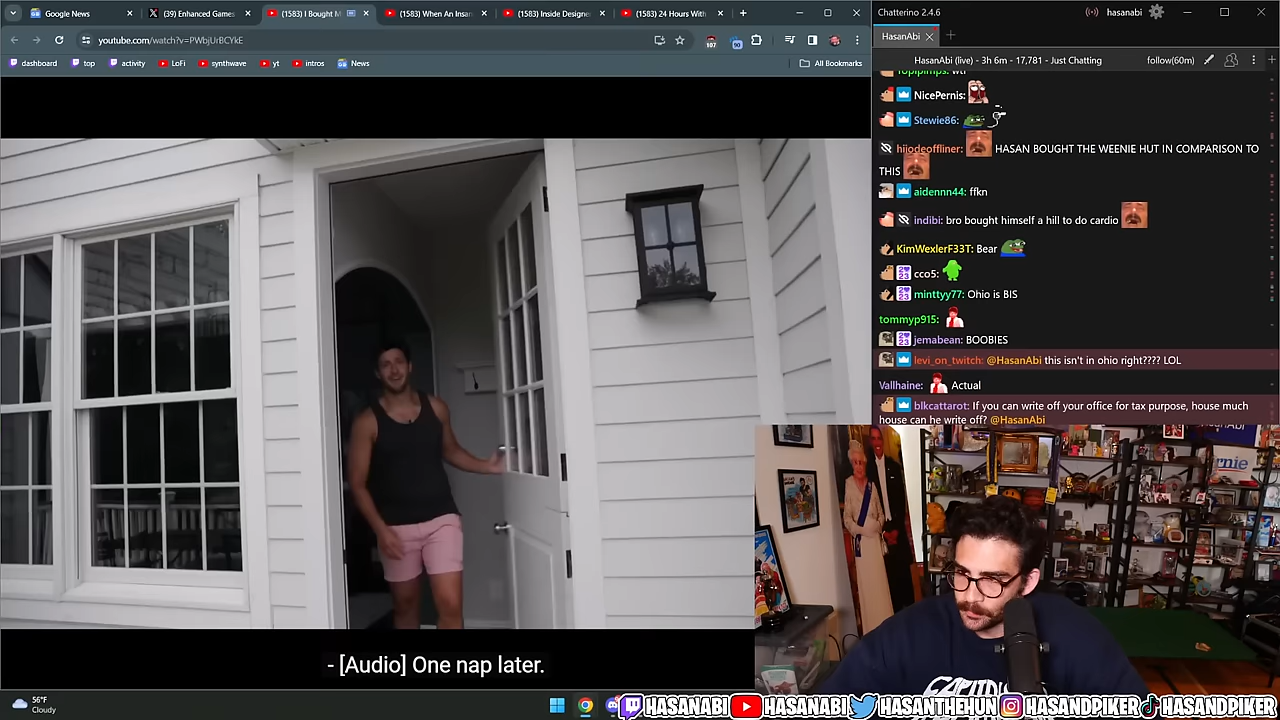 Google News
(39) Enhanced Games
(1583) I Bought M
(1583) When An Insan
(1583) Inside Designe
(1583) 24 Hours With
youtube.com/watch?v=PWbjUrBCYkE
107
90
dashboard
top
activity
LoFi
synthwave
yt
intros
News
All Bookmarks
- [Audio] One nap later.
Chatterino 2.4.6
hasanabi
HasanAbi
HasanAbi (live) - 3h 6m - 17,781 - Just Chatting
follow(60m)
NicePernis:
Stewie86:
hijodeoffliner: HASAN BOUGHT THE WEENIE HUT IN COMPARISON TO
THIS
aidennn44: ffkn
indibi: bro bought himself a hill to do cardio
KimWexlerF33T: Bear
cco5:
minttyy77: Ohio is BIS
tommyp915:
jemabean: BOOBIES
levi_on_twitch: @HasanAbi this isn't in ohio right???? LOL
Vallhaine: Actual
blkcattarot: If you can write off your office for tax purpose, house much
house can he write off? @HasanAbi
56°F
Cloudy
HASANABI
HASANABI
HASANTHEHUN
HASANDPIKER
HASANDPIKER